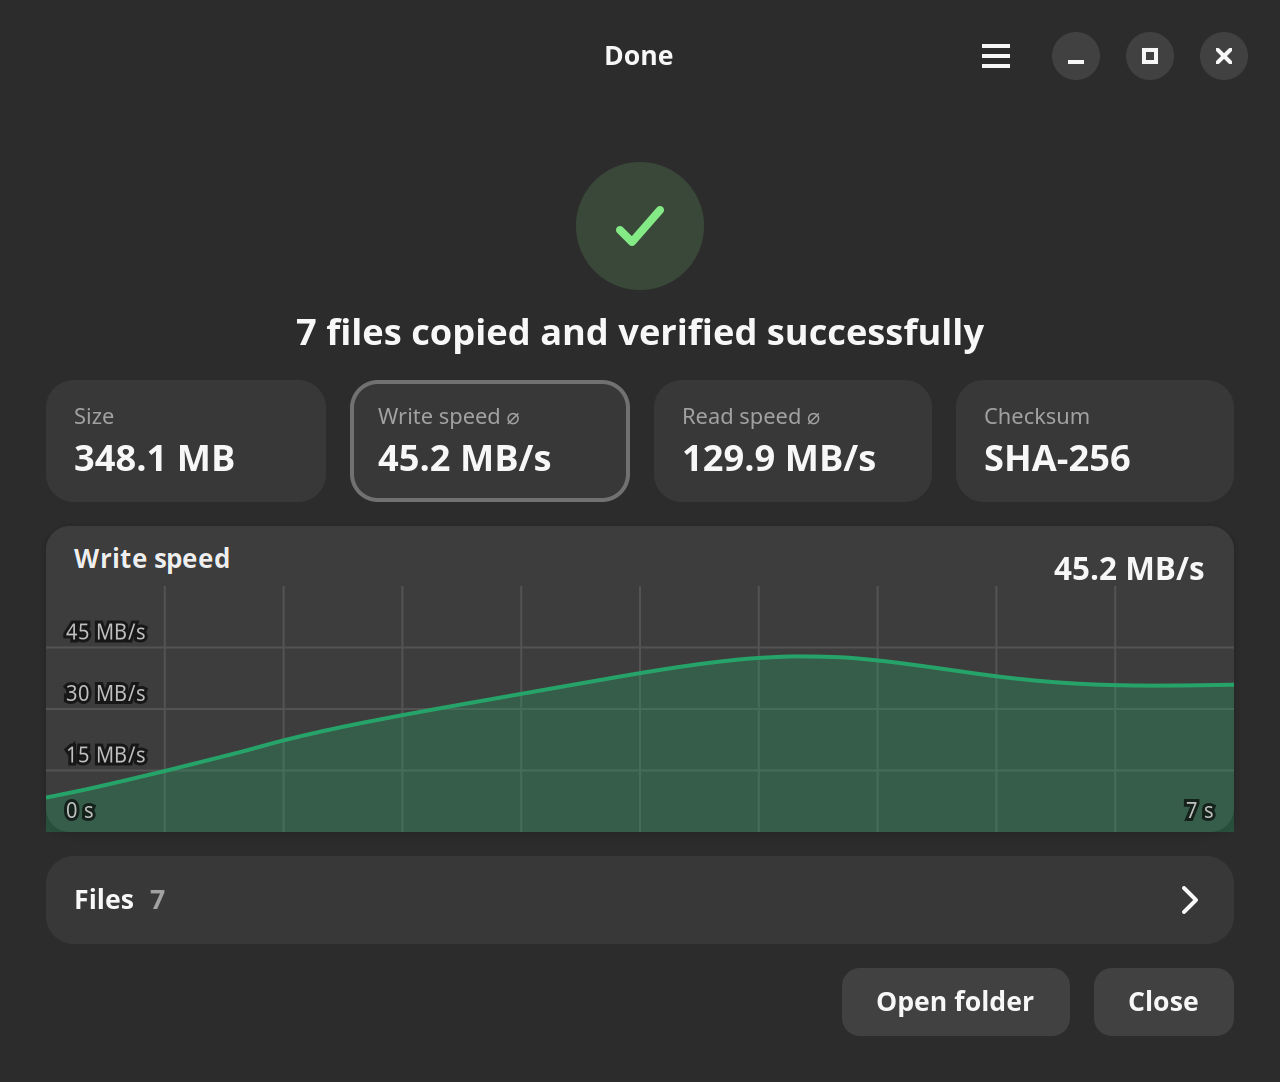 Done
7 files copied and verified successfully
Size
348.1 MB
Write speed ⌀
45.2 MB/s
Read speed ⌀
129.9 MB/s
Checksum
SHA-256
Write speed
45.2 MB/s
45 MB/s
30 MB/s
15 MB/s
0 s
7 s
Files 7
Open folder
Close